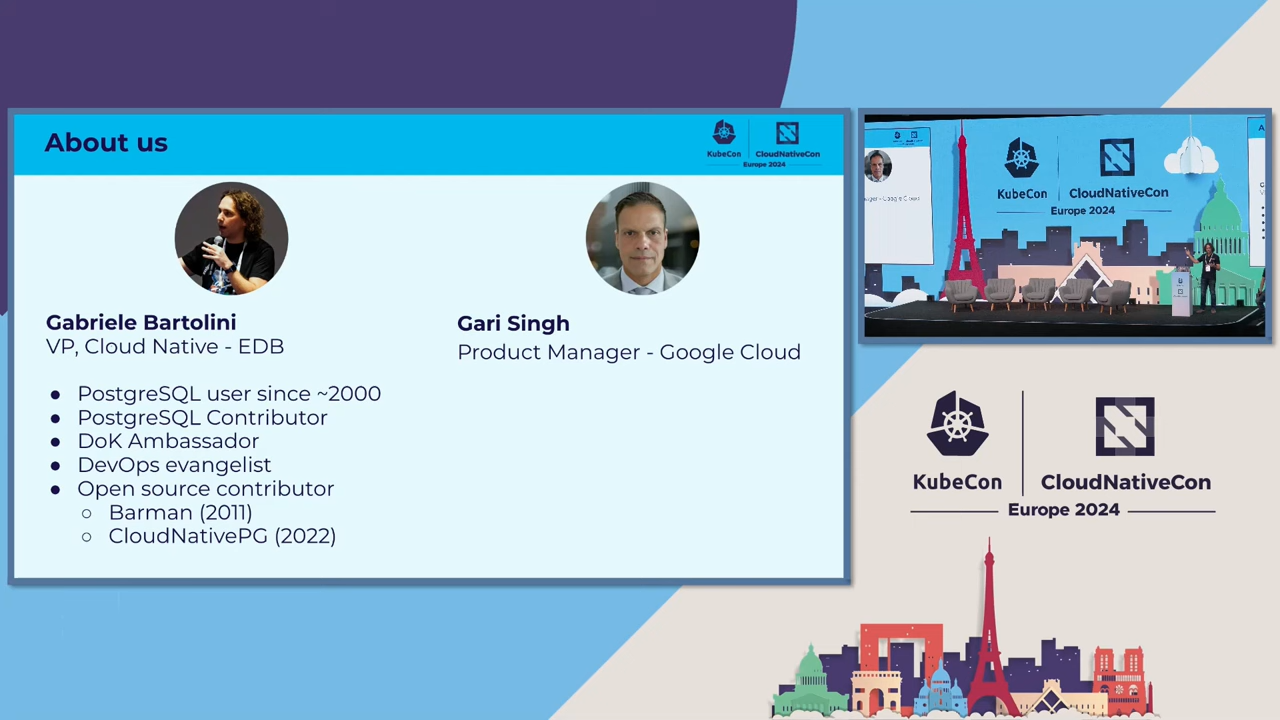 About us
KubeCon
CloudNativeCon
Europe 2024
Gabriele Bartolini
VP, Cloud Native - EDB
● PostgreSQL user since ~2000
● PostgreSQL Contributor
● DoK Ambassador
● DevOps evangelist
● Open source contributor
○ Barman (2011)
○ CloudNativePG (2022)
Gari Singh
Product Manager - Google Cloud
KubeCon
CloudNativeCon
Europe 2024
KubeCon
CloudNativeCon
Europe 2024